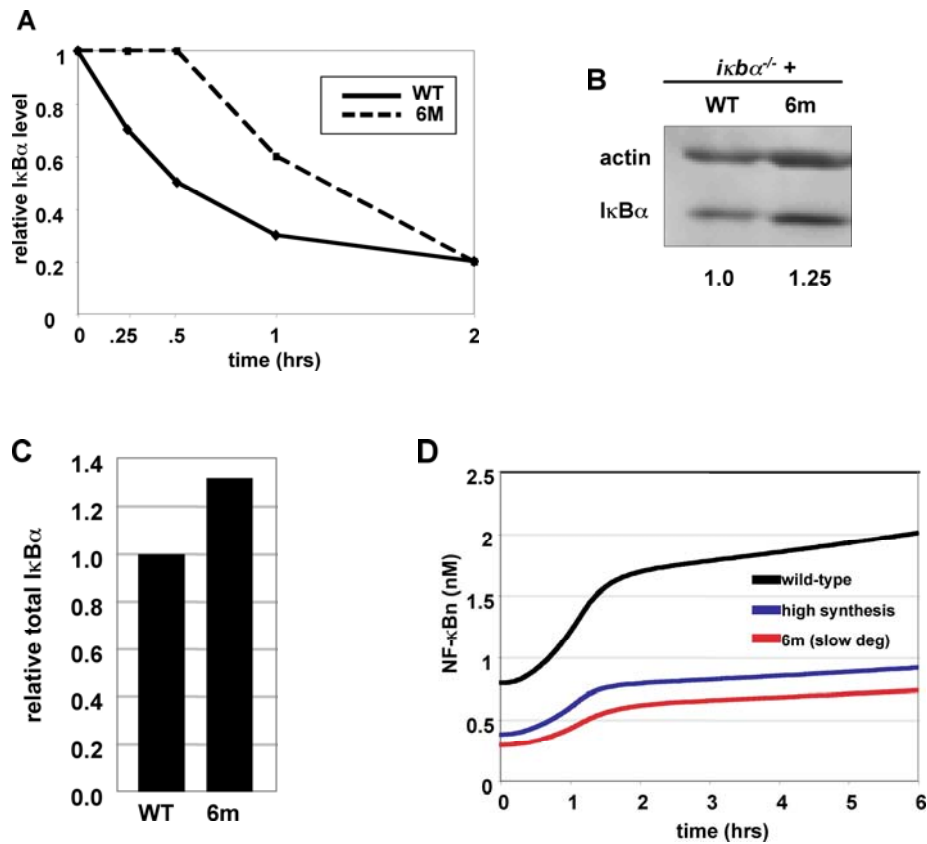 A
relative IκBα level
1
0.8
0.6
0.4
0.2
0
0 .25 .5 1 2
time (hrs)
WT
6M
B
iκbα-/- +
WT 6m
actin
IκBα
1.0 1.25
C
relative total IκBα
1.4
1.2
1.0
0.8
0.6
0.4
0.2
0.0
WT 6m
D
NF-κBn (nM)
2.5
2
1.5
1
0.5
0
0 1 2 3 4 5 6
time (hrs)
wild-type
high synthesis
6m (slow deg)